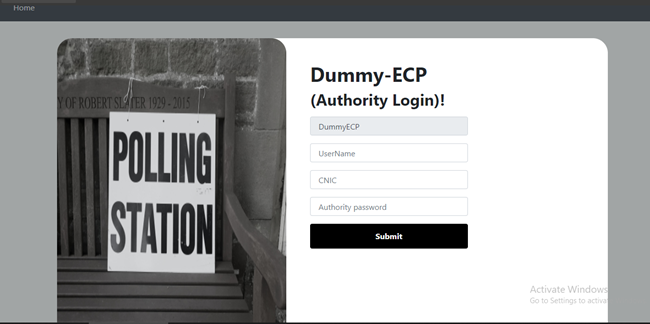 Home
Y OF ROBERT SLATER 1929 - 2015
POLLING
STATION
Dummy-ECP
(Authority Login)!
DummyECP
UserName
CNIC
Authority password
Submit
Activate Windows
Go to Settings to activa